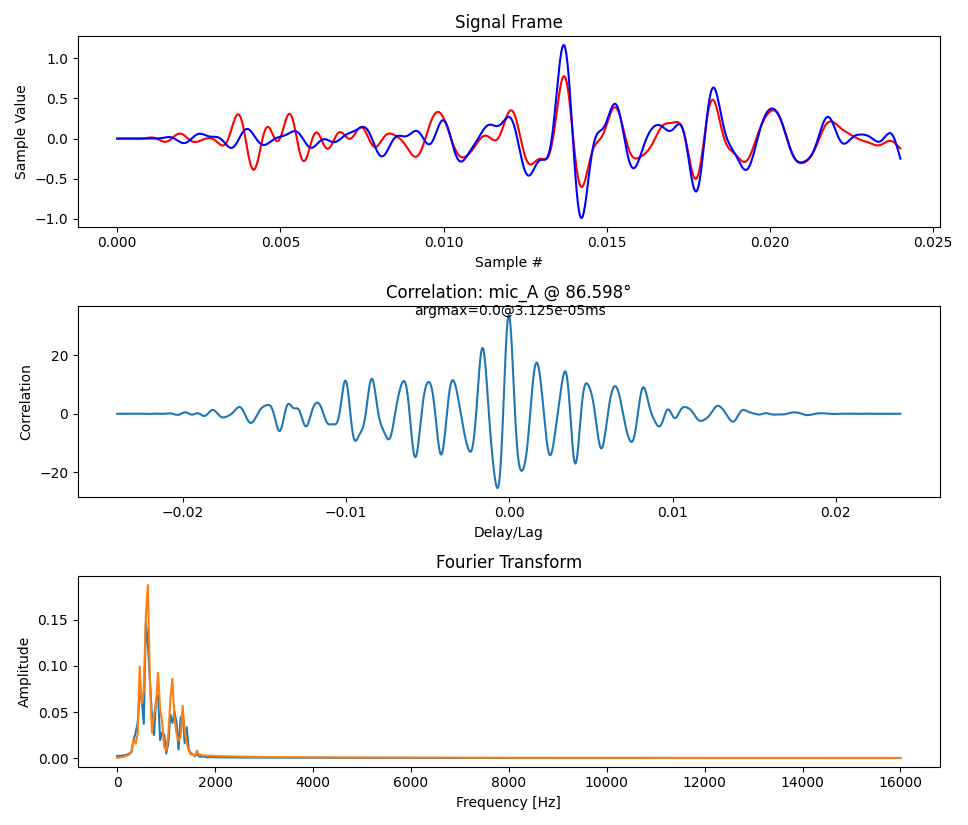 Signal Frame
1.0
0.5
0.0
−0.5
−1.0
Sample Value
0.000 0.005 0.010 0.015 0.020 0.025
Sample #
Correlation: mic_A @ 86.598°
argmax=0.0@3.125e-05ms
20
0
−20
Correlation
−0.02 −0.01 0.00 0.01 0.02
Delay/Lag
Fourier Transform
0.15
0.10
0.05
0.00
Amplitude
0 2000 4000 6000 8000 10000 12000 14000 16000
Frequency [Hz]